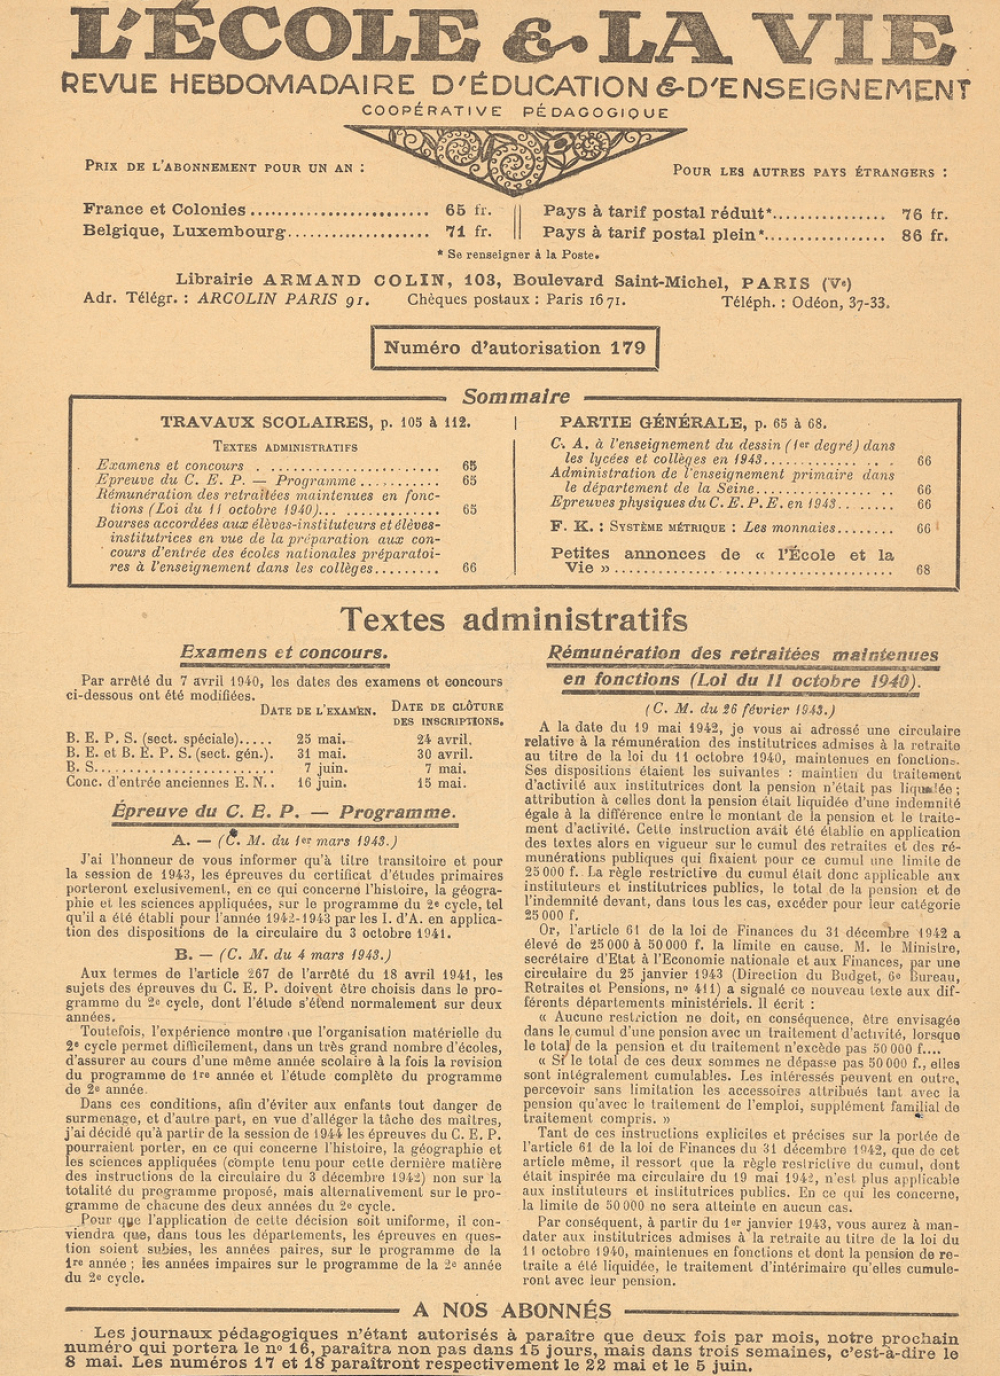 L'ÉCOLE & LA VIE
REVUE HEBDOMADAIRE D'ÉDUCATION & D'ENSEIGNEMENT
COOPÉRATIVE PÉDAGOGIQUE
PRIX DE L'ABONNEMENT POUR UN AN :
POUR LES AUTRES PAYS ÉTRANGERS :
France et Colonies........................ 65 fr.
Belgique, Luxembourg.................... 71 fr.
Pays à tarif postal réduit*................ 76 fr.
Pays à tarif postal plein*................. 86 fr.
* Se renseigner à la Poste.
Librairie ARMAND COLIN, 103, Boulevard Saint-Michel, PARIS (Ve)
Adr. Télégr. : ARCOLIN PARIS 91. Chèques postaux : Paris 1671. Téléph. : Odéon, 37-33.
Numéro d'autorisation 179
Sommaire
TRAVAUX SCOLAIRES, p. 105 à 112.
TEXTES ADMINISTRATIFS
Examens et concours . ....................... 65
Epreuve du C. E. P. — Programme........... 65
Rémunération des retraitées maintenues en fonc-
tions (Loi du 11 octobre 1940)... ............. 65
Bourses accordées aux élèves-instituteurs et élèves-
institutrices en vue de la préparation aux con-
cours d'entrée des écoles nationales préparatoi-
res à l'enseignement dans les collèges......... 66
PARTIE GÉNÉRALE, p. 65 à 68.
C. A. à l'enseignement du dessin (1er degré) dans
les lycées et collèges en 1943............... . . 66
Administration de l'enseignement primaire dans
le département de la Seine................... 66
Epreuves physiques du C. E. P. E. en 1943........ 66
F. K. : SYSTÈME MÉTRIQUE : Les monnaies........ 66
Petites annonces de « l'École et la
Vie »...................................... 68
Textes administratifs
Examens et concours.
Par arrêté du 7 avril 1940, les dates des examens et concours
ci-dessous ont été modifiées.
DATE DE L'EXAMEN. DATE DE CLÔTURE
DES INSCRIPTIONS.
B. E. P. S. (sect. spéciale)..... 25 mai. 24 avril.
B. E. et B. E. P. S. (sect. gén.). 31 mai. 30 avril.
B. S........................... 7 juin. 7 mai.
Conc. d'entrée anciennes E. N.. 16 juin. 15 mai.
Épreuve du C. E. P. — Programme.
A. — (C. M. du 1er mars 1943.)
J'ai l'honneur de vous informer qu'à titre transitoire et pour
la session de 1943, les épreuves du certificat d'études primaires
porteront exclusivement, en ce qui concerne l'histoire, la géogra-
phie et les sciences appliquées, sur le programme du 2e cycle, tel
qu'il a été établi pour l'année 1942-1943 par les I. d'A. en applica-
tion des dispositions de la circulaire du 3 octobre 1941.
B. — (C. M. du 4 mars 1943.)
Aux termes de l'article 267 de l'arrêté du 18 avril 1941, les
sujets des épreuves du C. E. P. doivent être choisis dans le pro-
gramme du 2e cycle, dont l'étude s'étend normalement sur deux
années.
Toutefois, l'expérience montre que l'organisation matérielle du
2e cycle permet difficilement, dans un très grand nombre d'écoles,
d'assurer au cours d'une même année scolaire à la fois la revision
du programme de 1re année et l'étude complète du programme
de 2e année.
Dans ces conditions, afin d'éviter aux enfants tout danger de
surmenage, et d'autre part, en vue d'alléger la tâche des maîtres,
j'ai décidé qu'à partir de la session de 1944 les épreuves du C. E. P.
pourraient porter, en ce qui concerne l'histoire, la géographie et
les sciences appliquées (compte tenu pour cette dernière matière
des instructions de la circulaire du 3 décembre 1942) non sur la
totalité du programme proposé, mais alternativement sur le pro-
gramme de chacune des deux années du 2e cycle.
Pour que l'application de cette décision soit uniforme, il con-
viendra que, dans tous les départements, les épreuves en ques-
tion soient subies, les années paires, sur le programme de la
1re année ; les années impaires sur le programme de la 2e année
du 2e cycle.
Rémunération des retraitées maintenues
en fonctions (Loi du 11 octobre 1940).
(C. M. du 26 février 1943.)
A la date du 19 mai 1942, je vous ai adressé une circulaire
relative à la rémunération des institutrices admises à la retraite
au titre de la loi du 11 octobre 1940, maintenues en fonctions.
Ses dispositions étaient les suivantes : maintien du traitement
d'activité aux institutrices dont la pension n'était pas liquidée ;
attribution à celles dont la pension était liquidée d'une indemnité
égale à la différence entre le montant de la pension et le traite-
ment d'activité. Cette instruction avait été établie en application
des textes alors en vigueur sur le cumul des retraites et des ré-
munérations publiques qui fixaient pour ce cumul une limite de
25 000 f. La règle restrictive du cumul était donc applicable aux
instituteurs et institutrices publics, le total de la pension et de
l'indemnité devant, dans tous les cas, excéder pour leur catégorie
25 000 f.
Or, l'article 61 de la loi de Finances du 31 décembre 1942 a
élevé de 25 000 à 50 000 f. la limite en cause. M. le Ministre,
secrétaire d'Etat à l'Economie nationale et aux Finances, par une
circulaire du 25 janvier 1943 (Direction du Budget, 6e Bureau,
Retraites et Pensions, no 411) a signalé ce nouveau texte aux dif-
férents départements ministériels. Il écrit :
« Aucune restriction ne doit, en conséquence, être envisagée
dans le cumul d'une pension avec un traitement d'activité, lorsque
le total de la pension et du traitement n'excède pas 50 000 f....
« Si le total de ces deux sommes ne dépasse pas 50 000 f., elles
sont intégralement cumulables. Les intéressés peuvent en outre,
percevoir sans limitation les accessoires attribués tant avec la
pension qu'avec le traitement de l'emploi, supplément familial de
traitement compris. »
Tant de ces instructions explicites et précises sur la portée de
l'article 61 de la loi de Finances du 31 décembre 1942, que de cet
article même, il ressort que la règle restrictive du cumul, dont
était inspirée ma circulaire du 19 mai 1942, n'est plus applicable
aux instituteurs et institutrices publics. En ce qui les concerne,
la limite de 50 000 ne sera atteinte en aucun cas.
Par conséquent, à partir du 1er janvier 1943, vous aurez à man-
dater aux institutrices admises à la retraite au titre de la loi du
11 octobre 1940, maintenues en fonctions et dont la pension de re-
traite a été liquidée, le traitement d'intérimaire qu'elles cumule-
ront avec leur pension.
A NOS ABONNÉS
Les journaux pédagogiques n'étant autorisés à paraître que deux fois par mois, notre prochain
numéro qui portera le no 16, paraîtra non pas dans 15 jours, mais dans trois semaines, c'est-à-dire le
8 mai. Les numéros 17 et 18 paraîtront respectivement le 22 mai et le 5 juin.